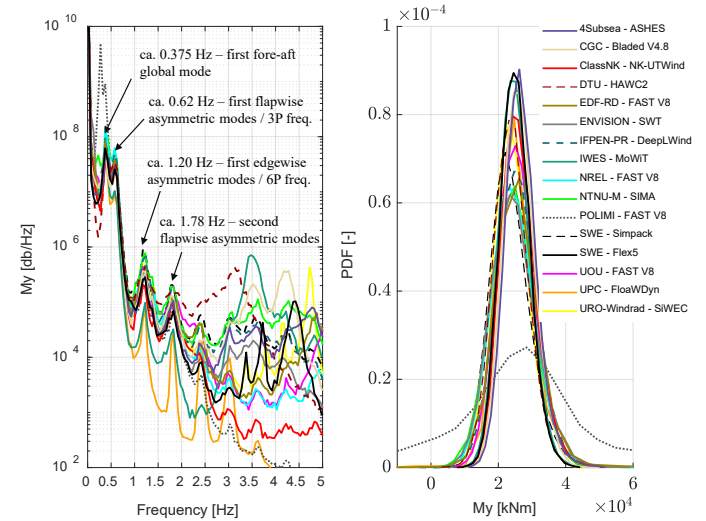 10 10
10 8
10 6
10 4
10 2
My [db/Hz]
0 0.5 1 1.5 2 2.5 3 3.5 4 4.5 5
Frequency [Hz]
ca. 0.375 Hz – first fore-aft
global mode
ca. 0.62 Hz – first flapwise
asymmetric modes / 3P freq.
ca. 1.20 Hz – first edgewise
asymmetric modes / 6P freq.
ca. 1.78 Hz – second
flapwise asymmetric modes
1 ×10-4
0.8
0.6
0.4
0.2
0
PDF [-]
0 2 4 6
My [kNm] ×10 4
4Subsea - ASHES
CGC - Bladed V4.8
ClassNK - NK-UTWind
DTU - HAWC2
EDF-RD - FAST V8
ENVISION - SWT
IFPEN-PR - DeepLWind
IWES - MoWiT
NREL - FAST V8
NTNU-M - SIMA
POLIMI - FAST V8
SWE - Simpack
SWE - Flex5
UOU - FAST V8
UPC - FloaWDyn
URO-Windrad - SiWEC